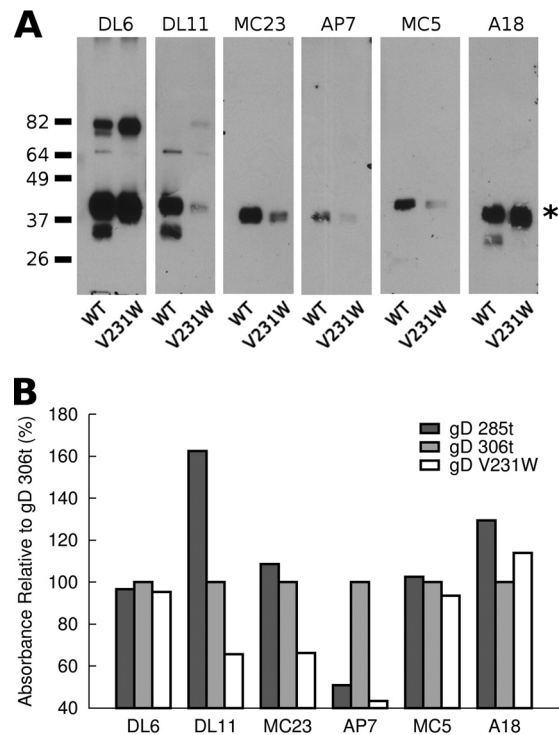 A
DL6 DL11 MC23 AP7 MC5 A18
82
64
49
37
26
*
WT V231W WT V231W WT V231W WT V231W WT V231W WT V231W
B
Absorbance Relative to gD 306t (%)
180
160
140
120
100
80
60
40
gD 285t
gD 306t
gD V231W
DL6 DL11 MC23 AP7 MC5 A18